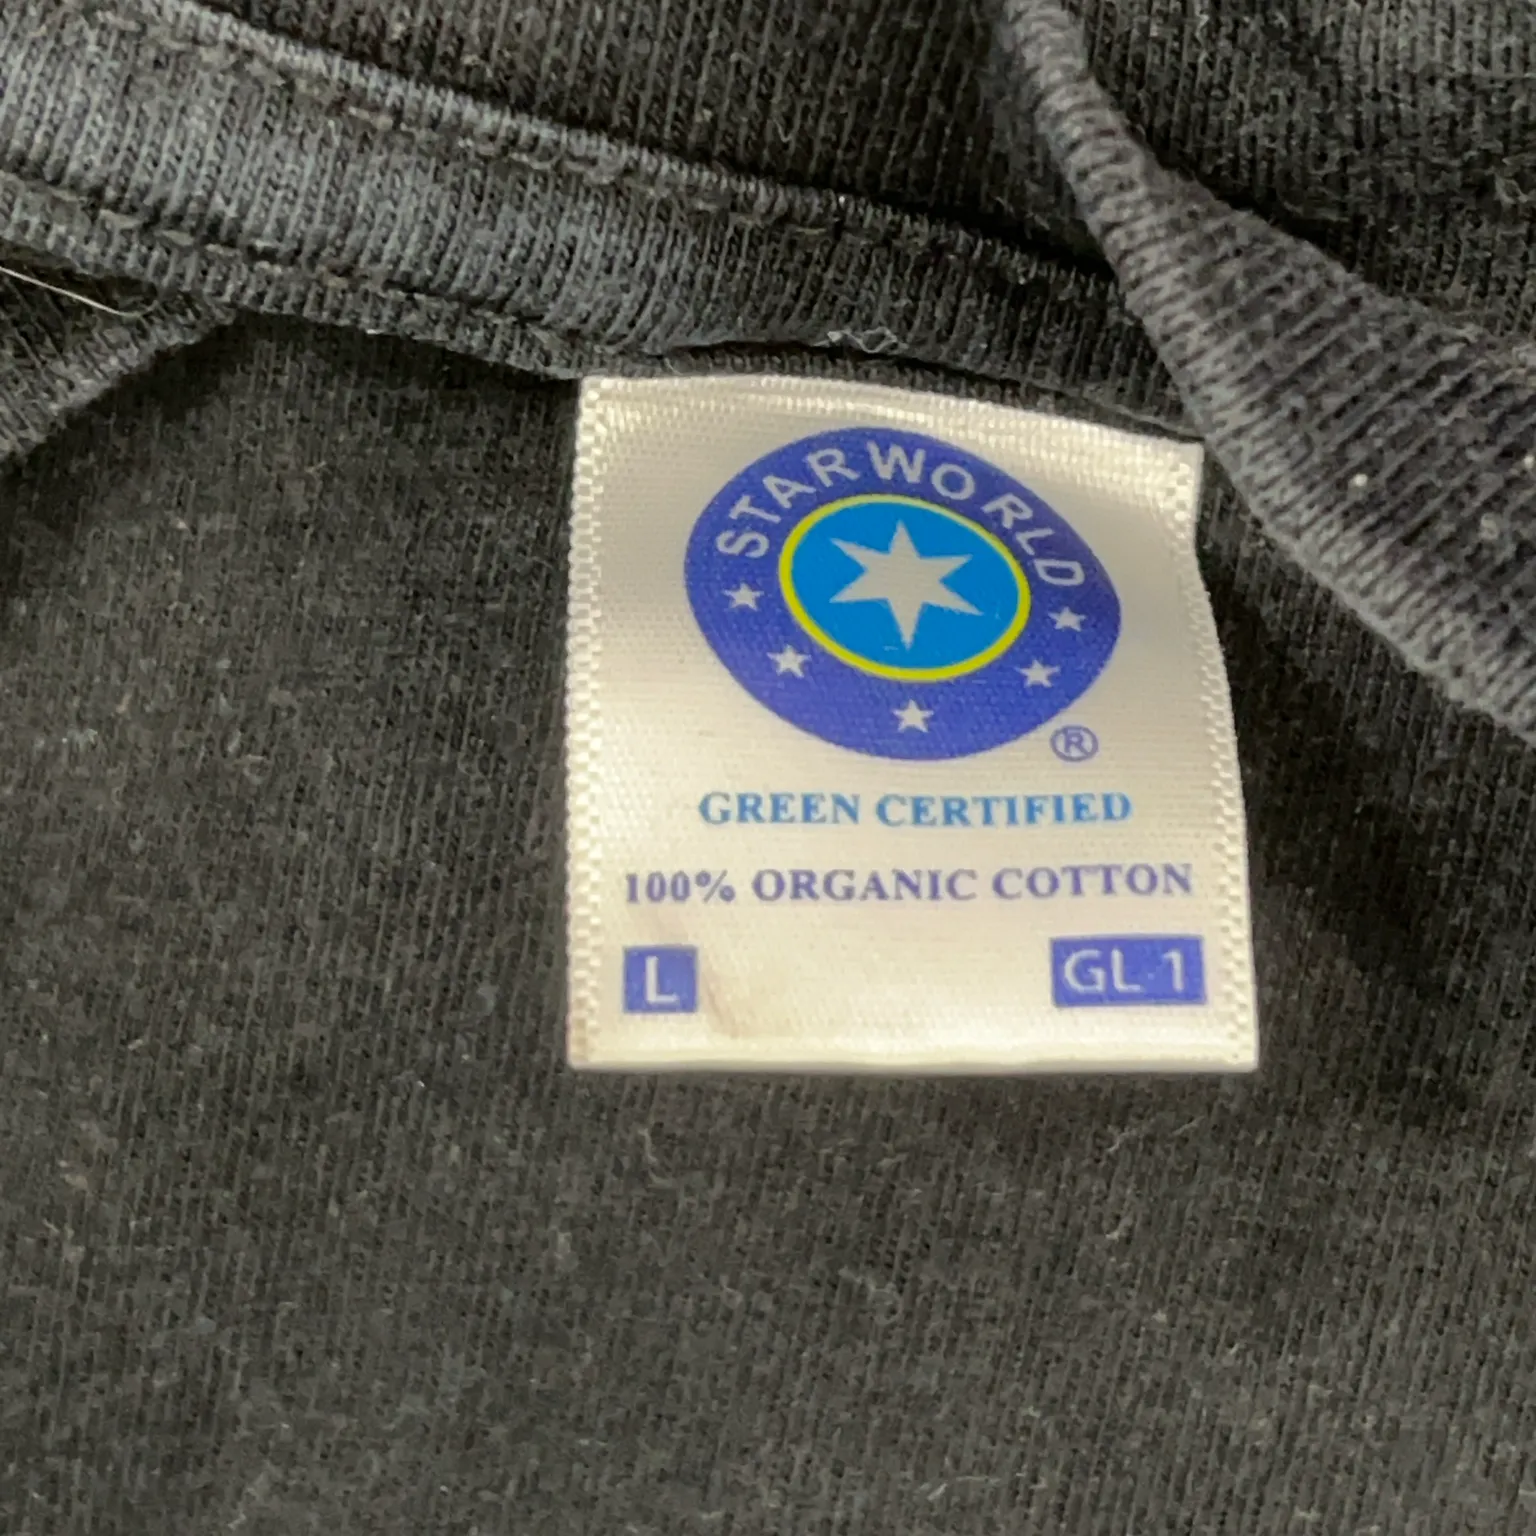 STARWORLD
®
GREEN CERTIFIED
100% ORGANIC COTTON
L
GL 1